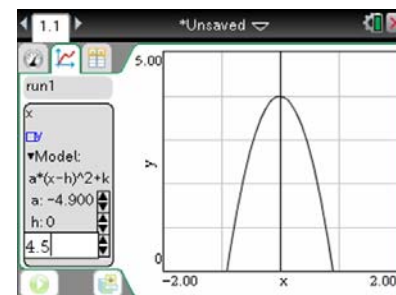 1.1
*Unsaved
run1
x
y
▾Model:
a*(x-h)^2+k
a: -4.900
h: 0
4.5
5.00
y
0
-2.00
x
2.00